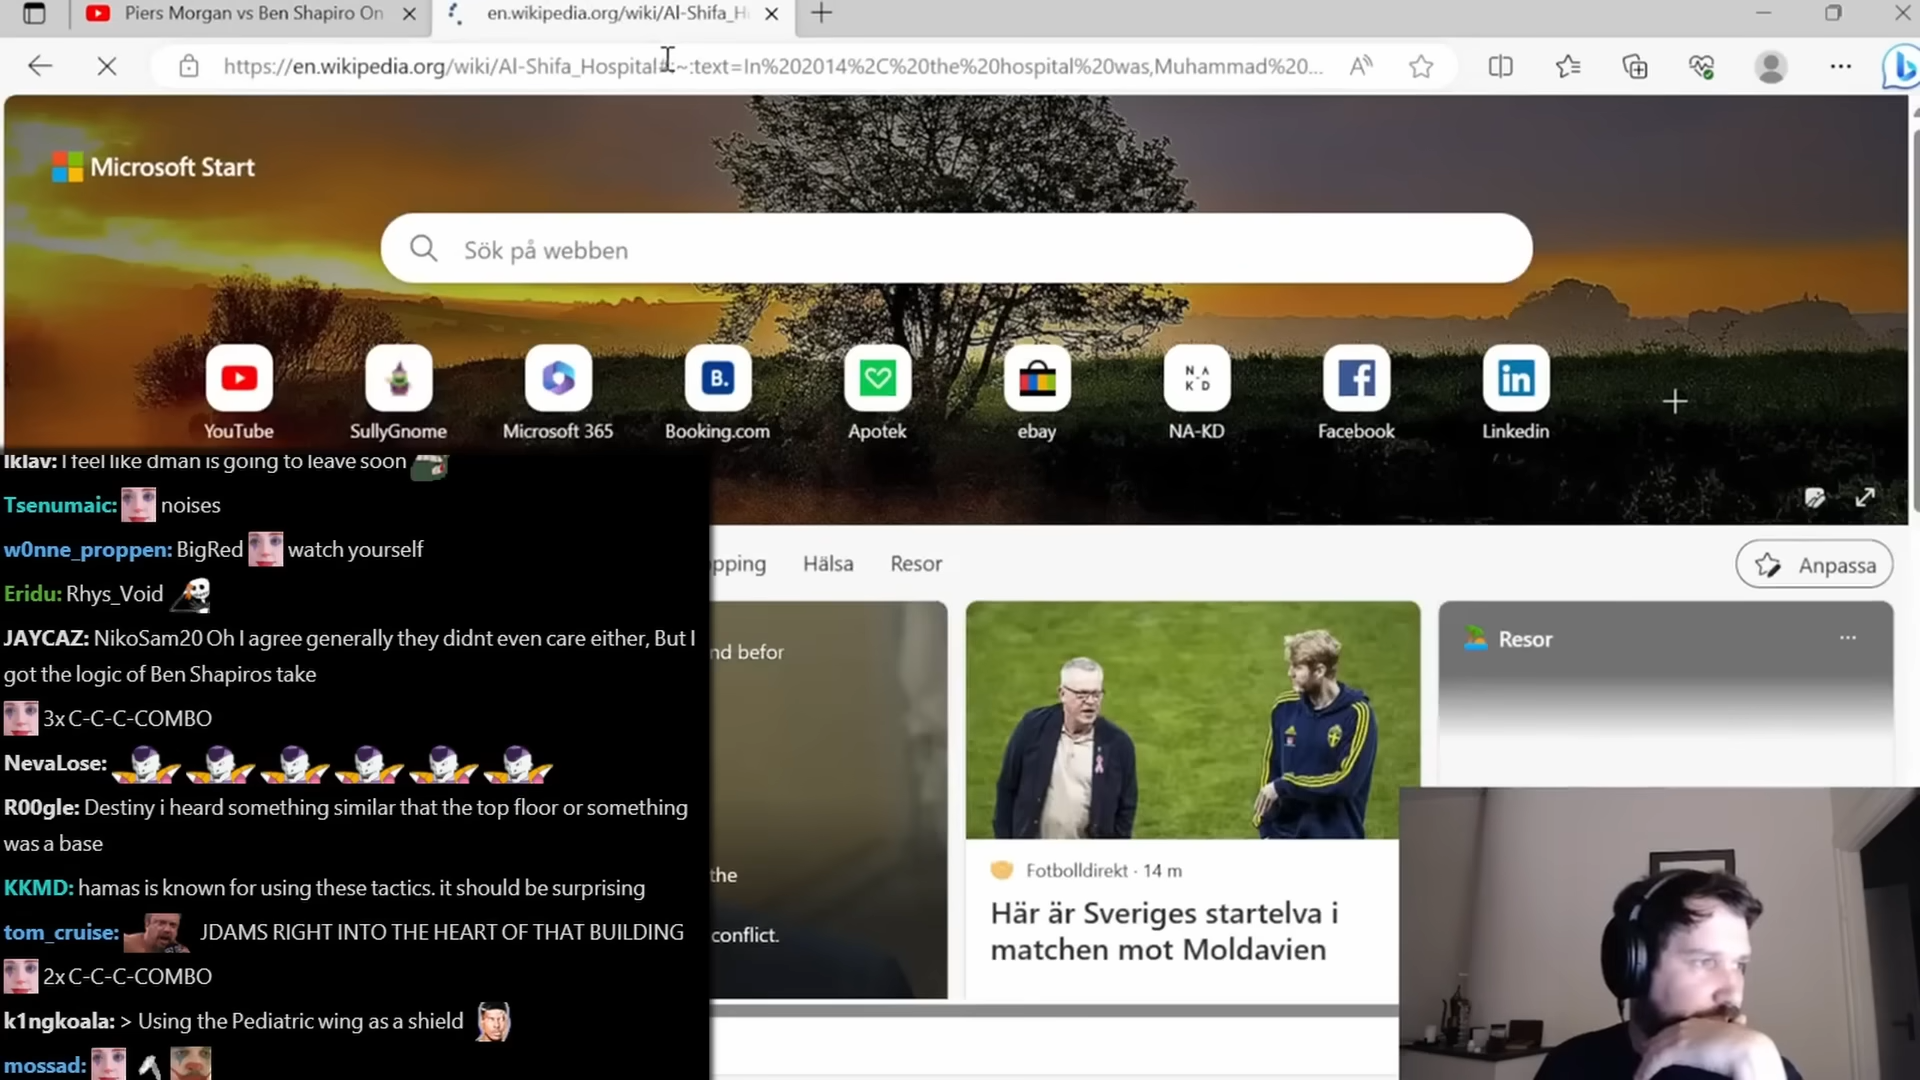 Piers Morgan vs Ben Shapiro On
en.wikipedia.org/wiki/Al-Shifa_H
https://en.wikipedia.org/wiki/Al-Shifa_Hospital#:~:text=In%202014%2C%20the%20hospital%20was,Muhammad%20...
Microsoft Start
Sök på webben
YouTube
SullyGnome
Microsoft 365
B.
Booking.com
Apotek
ebay
N A
K D
NA-KD
Facebook
in
Linkedin
pping Hälsa Resor
Anpassa
lklav: I feel like dman is going to leave soon
Tsenumaic: noises
w0nne_proppen: BigRed watch yourself
Eridu: Rhys_Void
JAYCAZ: NikoSam20 Oh I agree generally they didnt even care either, But I
got the logic of Ben Shapiros take
3x C-C-C-COMBO
NevaLose:
R00gle: Destiny i heard something similar that the top floor or something
was a base
KKMD: hamas is known for using these tactics. it should be surprising
tom_cruise: JDAMS RIGHT INTO THE HEART OF THAT BUILDING
2x C-C-C-COMBO
k1ngkoala: > Using the Pediatric wing as a shield
mossad:
nd befor
the
conflict.
Fotbolldirekt · 14 m
Här är Sveriges startelva i
matchen mot Moldavien
Resor